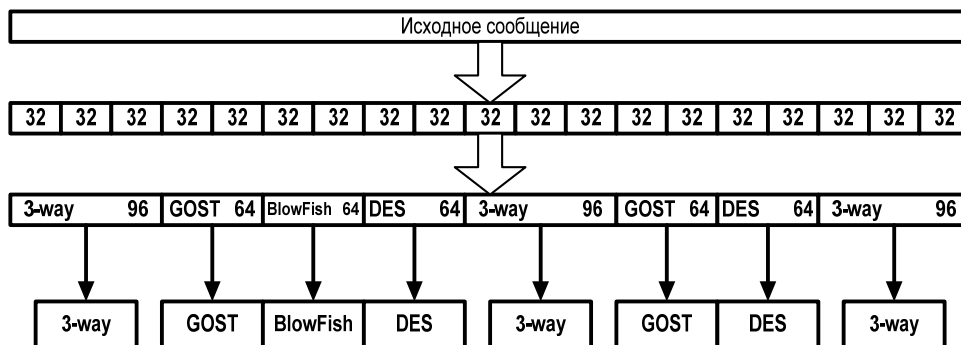 Исходное сообщение
32 32 32 32 32 32 32 32 32 32 32 32 32 32 32 32 32 32 32
3-way 96 GOST 64 BlowFish 64 DES 64 3-way 96 GOST 64 DES 64 3-way 96
3-way GOST BlowFish DES 3-way GOST DES 3-way